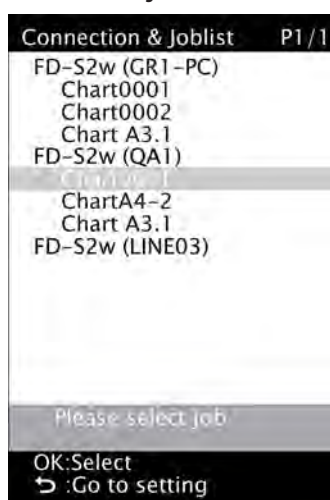 Connection & Joblist P1/1
FD-S2w (GR1-PC)
Chart0001
Chart0002
Chart A3.1
FD-S2w (QA1)
ChartA4-2
Chart A3.1
FD-S2w (LINE03)
Please select job
OK:Select
⮌ :Go to setting